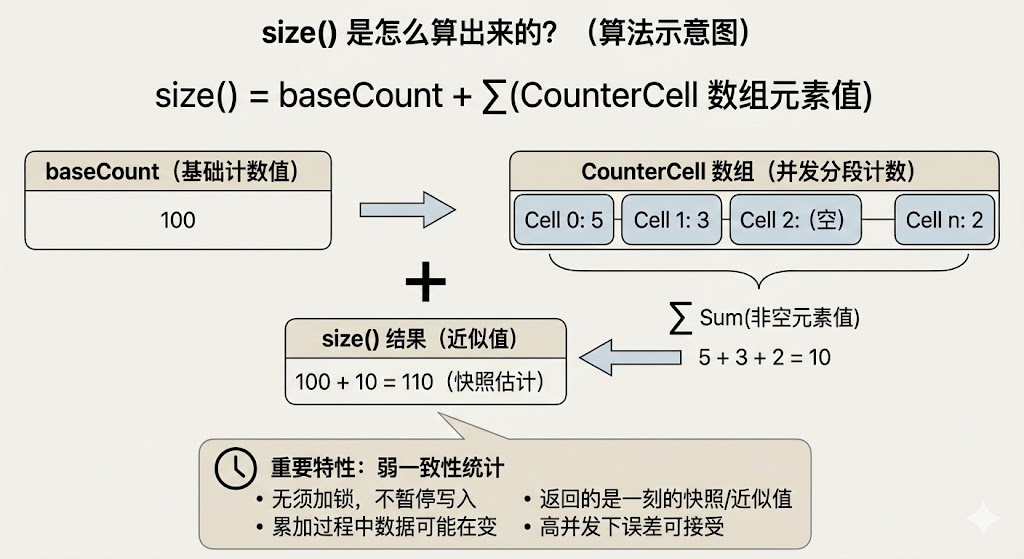 size() 是怎么算出来的？（算法示意图）
size() = baseCount + ∑(CounterCell 数组元素值)
baseCount（基础计数值）
100
CounterCell 数组（并发分段计数）
Cell 0: 5
Cell 1: 3
Cell 2:（空）
Cell n: 2
+
∑ Sum(非空元素值)
5 + 3 + 2 = 10
size() 结果（近似值）
100 + 10 = 110（快照估计）
重要特性：弱一致性统计
• 无须加锁，不暂停写入
• 累加过程中数据可能在变
• 返回的是一刻的快照/近似值
• 高并发下误差可接受